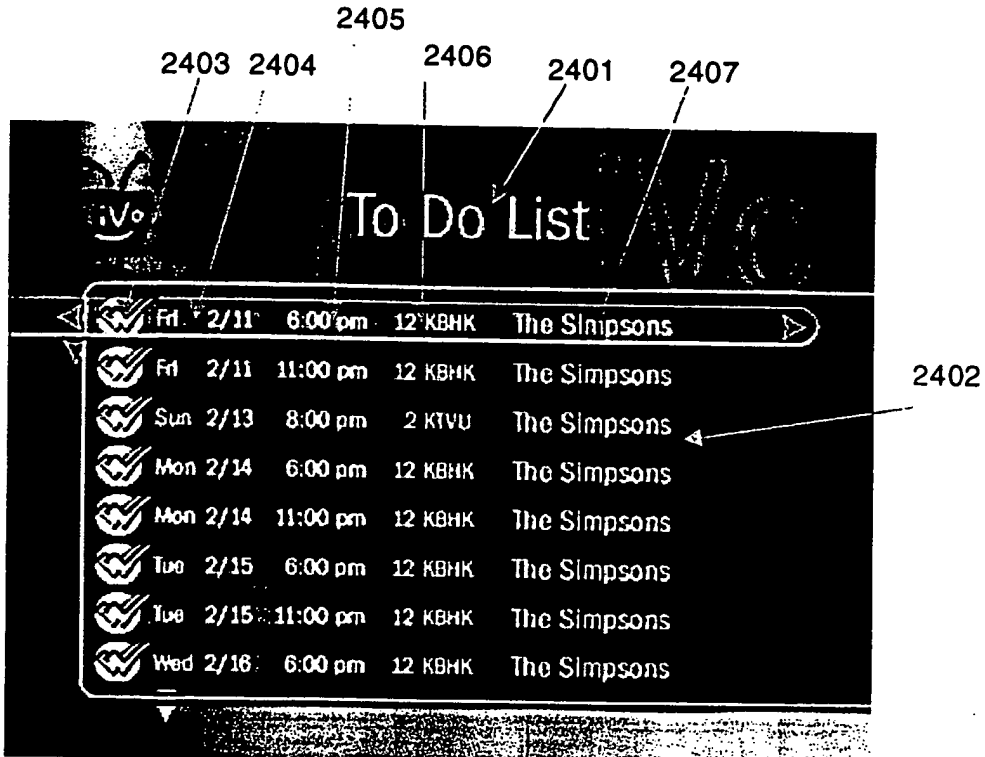 2405
2403 2404 2406 2401 2407
iVo To Do List
Fri 2/11 6:00 pm 12 KBHK The Simpsons
Fri 2/11 11:00 pm 12 KBHK The Simpsons
2402
Sun 2/13 8:00 pm 2 KTVU The Simpsons
Mon 2/14 6:00 pm 12 KBHK The Simpsons
Mon 2/14 11:00 pm 12 KBHK The Simpsons
Tue 2/15 6:00 pm 12 KBHK The Simpsons
Tue 2/15 11:00 pm 12 KBHK The Simpsons
Wed 2/16 6:00 pm 12 KBHK The Simpsons